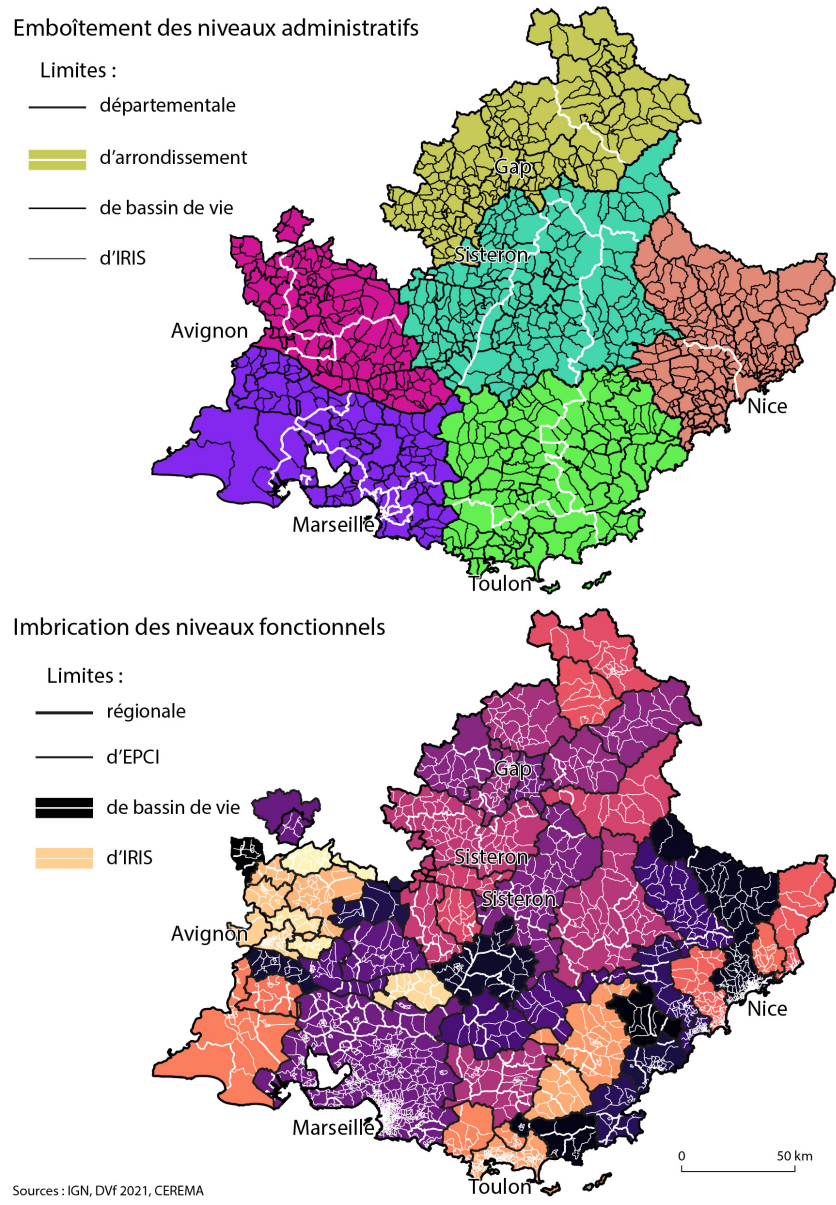 Emboîtement des niveaux administratifs
Limites :
départementale
d'arrondissement
de bassin de vie
d'IRIS
Gap
Sisteron
Avignon
Nice
Marseille
Toulon
Imbrication des niveaux fonctionnels
Limites :
régionale
d'EPCI
de bassin de vie
d'IRIS
Gap
Sisteron
Sisteron
Avignon
Nice
Marseille
Toulon
0 50 km
Sources : IGN, DVf 2021, CEREMA